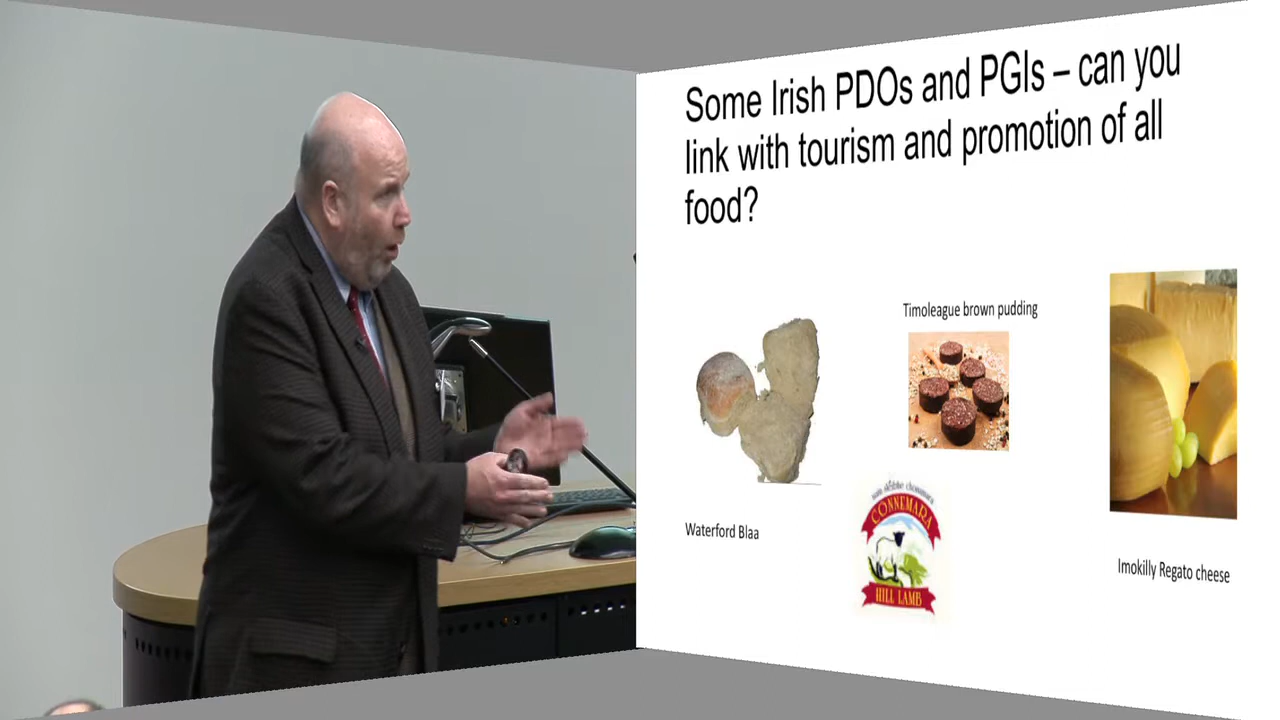 Some Irish PDOs and PGIs – can you
link with tourism and promotion of all
food?
Timoleague brown pudding
Waterford Blaa
CONNEMARA
HILL LAMB
Imokilly Regato cheese